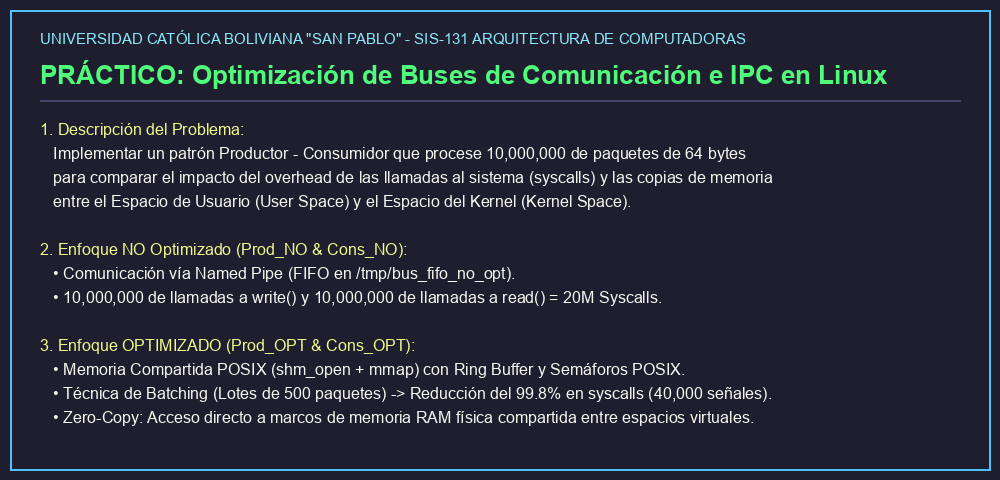 UNIVERSIDAD CATÓLICA BOLIVIANA "SAN PABLO" - SIS-131 ARQUITECTURA DE COMPUTADORAS
PRÁCTICO: Optimización de Buses de Comunicación e IPC en Linux
1. Descripción del Problema:
Implementar un patrón Productor - Consumidor que procese 10,000,000 de paquetes de 64 bytes
para comparar el impacto del overhead de las llamadas al sistema (syscalls) y las copias de memoria
entre el Espacio de Usuario (User Space) y el Espacio del Kernel (Kernel Space).
2. Enfoque NO Optimizado (Prod_NO & Cons_NO):
• Comunicación vía Named Pipe (FIFO en /tmp/bus_fifo_no_opt).
• 10,000,000 de llamadas a write() y 10,000,000 de llamadas a read() = 20M Syscalls.
3. Enfoque OPTIMIZADO (Prod_OPT & Cons_OPT):
• Memoria Compartida POSIX (shm_open + mmap) con Ring Buffer y Semáforos POSIX.
• Técnica de Batching (Lotes de 500 paquetes) -> Reducción del 99.8% en syscalls (40,000 señales).
• Zero-Copy: Acceso directo a marcos de memoria RAM física compartida entre espacios virtuales.